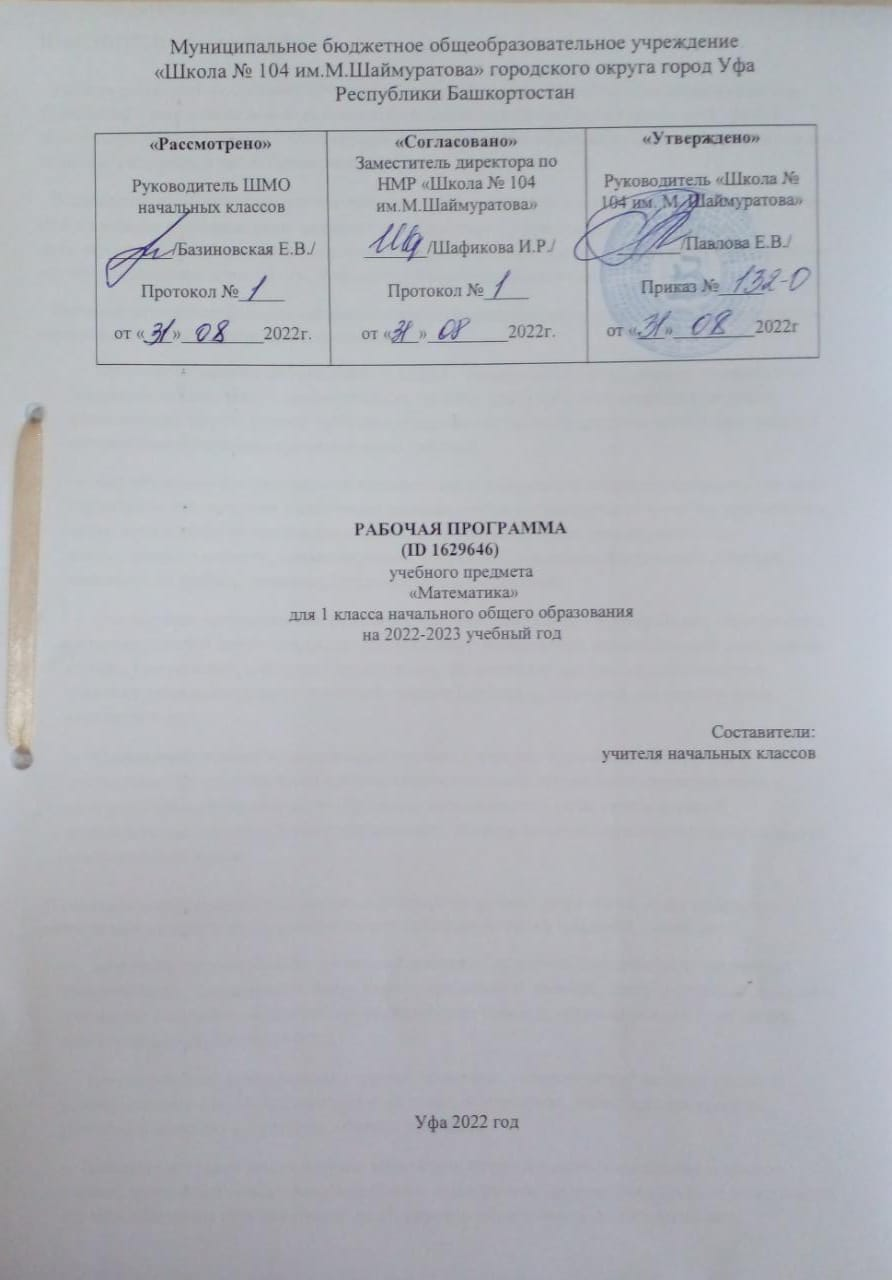 Муниципальное бюджетное общеобразовательное учреждение
«Школа № 104 им.М.Шаймуратова» городского округа город Уфа
Республики Башкортостан
«Рассмотрено»
Руководитель ШМО
начальных классов
/Базиновская Е.В./
Протокол № 1
от «31» 08 2022г.
«Согласовано»
Заместитель директора по
НМР «Школа № 104
им.М.Шаймуратова»
/Шафикова И.Р./
Протокол № 1
от «31» 08 2022г.
«Утверждено»
Руководитель «Школа №
104 им. М. Шаймуратова»
/Павлова Е.В./
Приказ № 132-О
от «31» 08 2022г
РАБОЧАЯ ПРОГРАММА
(ID 1629646)
учебного предмета
«Математика»
для 1 класса начального общего образования
на 2022-2023 учебный год
Составители:
учителя начальных классов
Уфа 2022 год